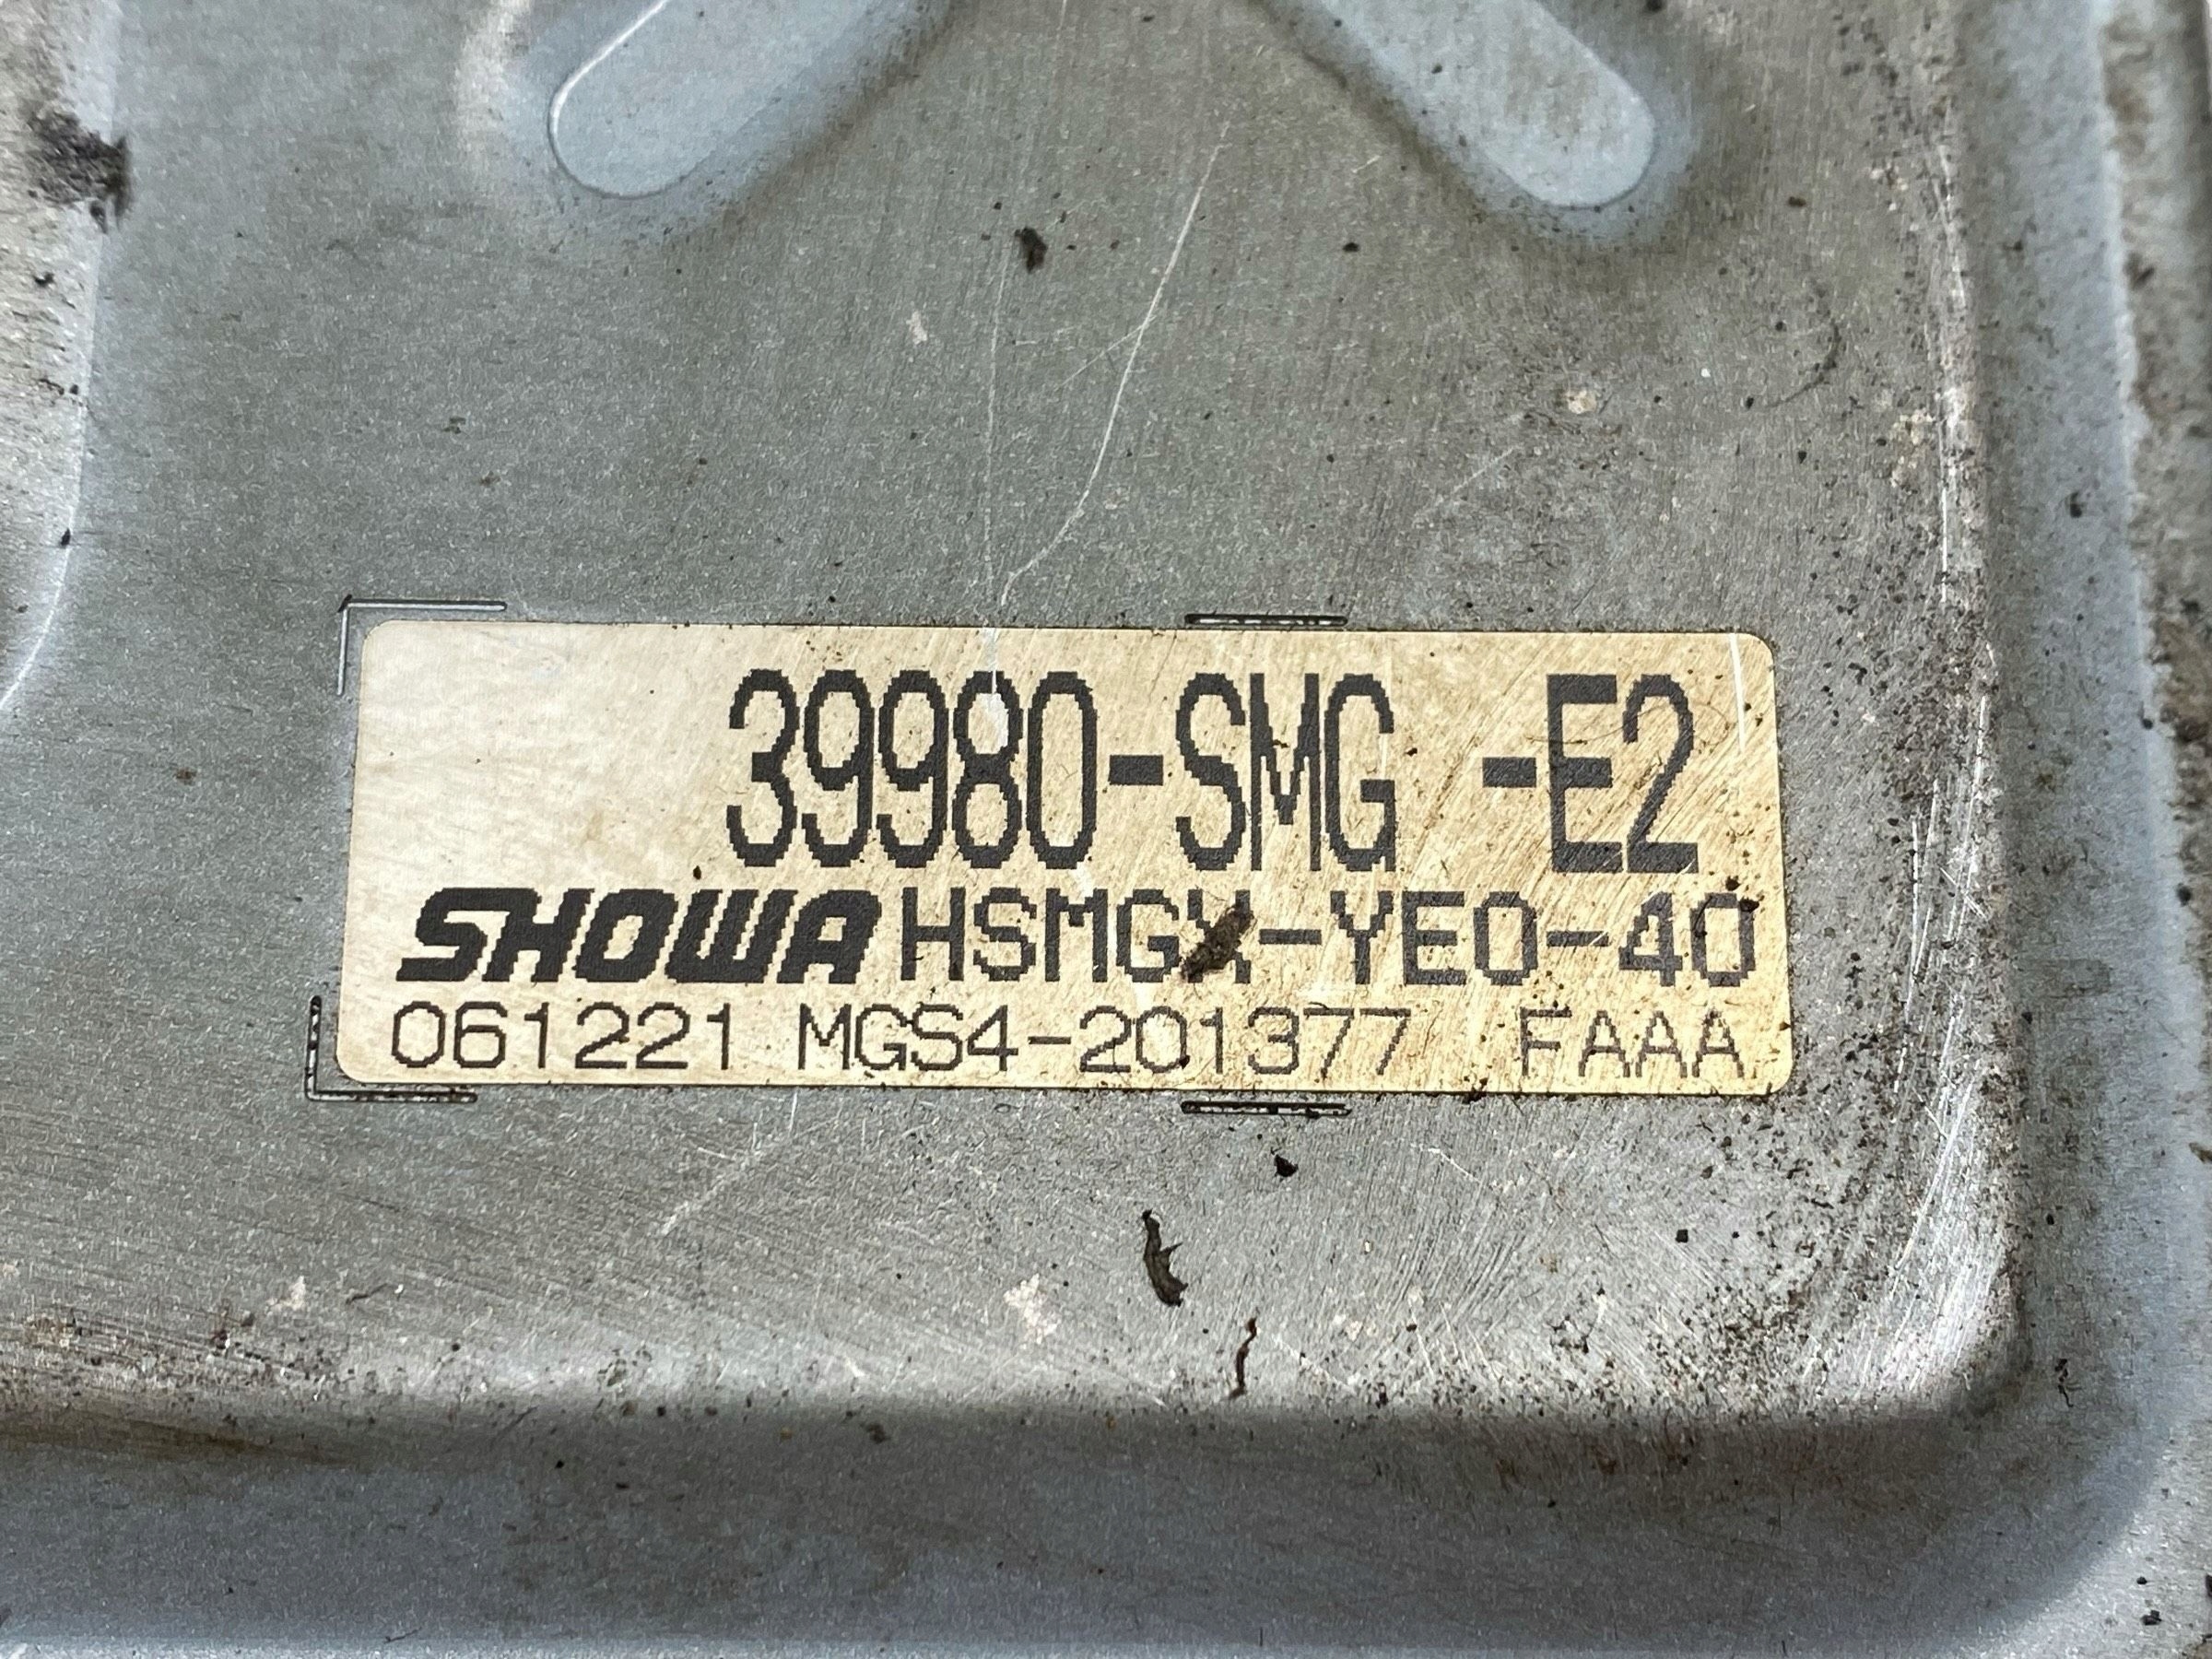 39980-SMG -E2
SHOWA HSMGX-YE0-40
061221 MGS4-201377 FAAA